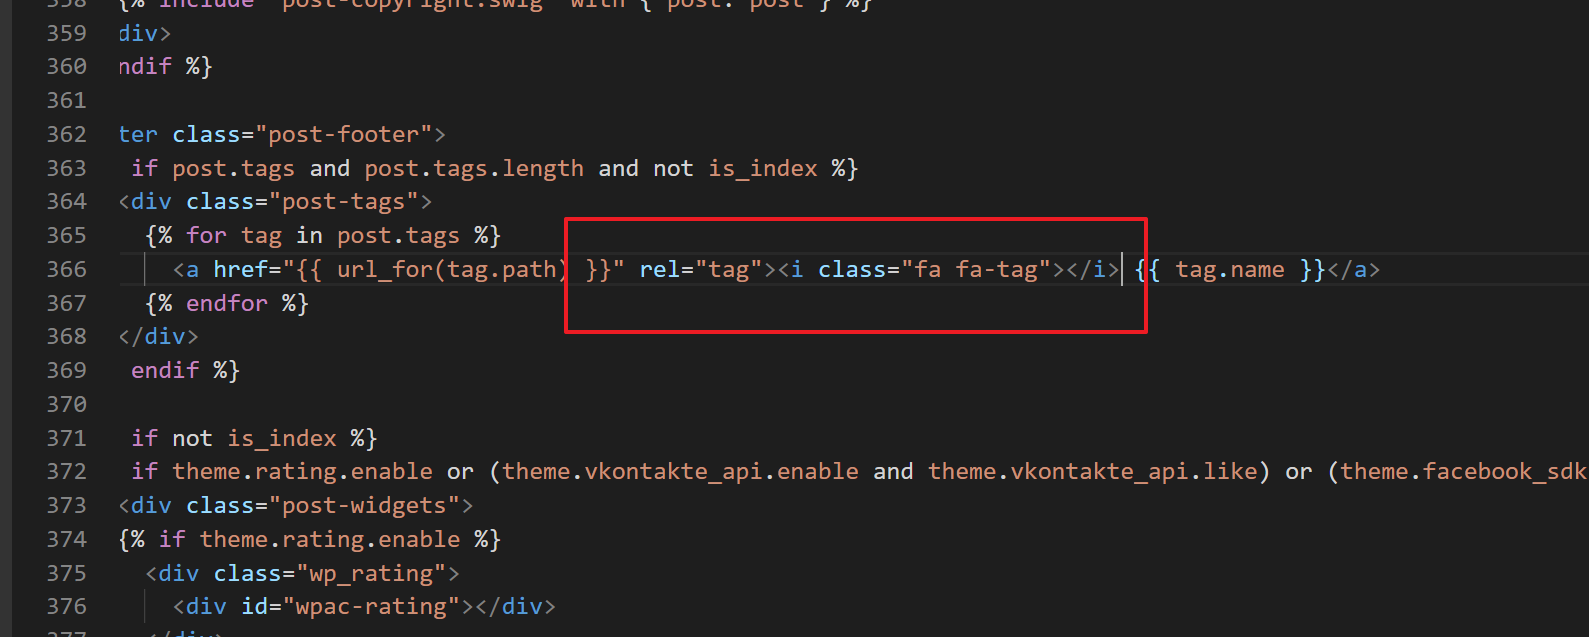 358 {% include 'post-copyright.swig' with { post: post } %}
359 div>
360 ndif %}
361
362 ter class="post-footer">
363 if post.tags and post.tags.length and not is_index %}
364 <div class="post-tags">
365 {% for tag in post.tags %}
366 <a href="{{ url_for(tag.path) }}" rel="tag"><i class="fa fa-tag"></i> {{ tag.name }}</a>
367 {% endfor %}
368 </div>
369 endif %}
370
371 if not is_index %}
372 if theme.rating.enable or (theme.vkontakte_api.enable and theme.vkontakte_api.like) or (theme.facebook_sdk
373 <div class="post-widgets">
374 {% if theme.rating.enable %}
375 <div class="wp_rating">
376 <div id="wpac-rating"></div>
377 </div>